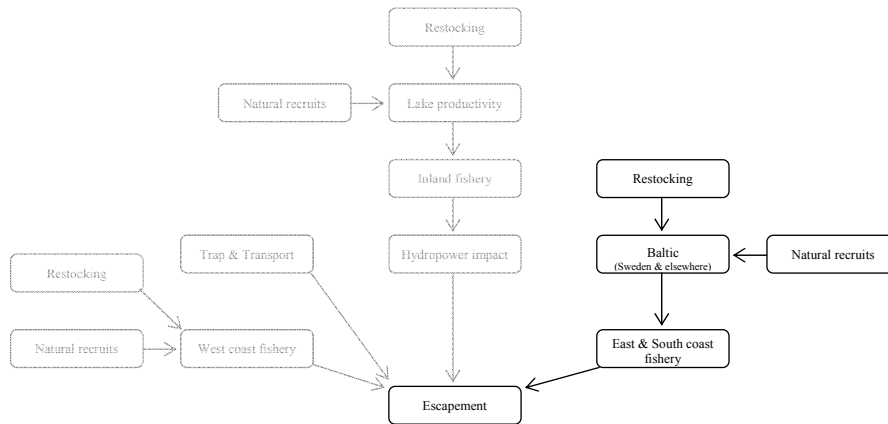 Restocking
Natural recruits
Lake productivity
Inland fishery
Restocking
Trap & Transport
Hydropower impact
Baltic
(Sweden & elsewhere)
Natural recruits
Restocking
Natural recruits
West coast fishery
East & South coast
fishery
Escapement